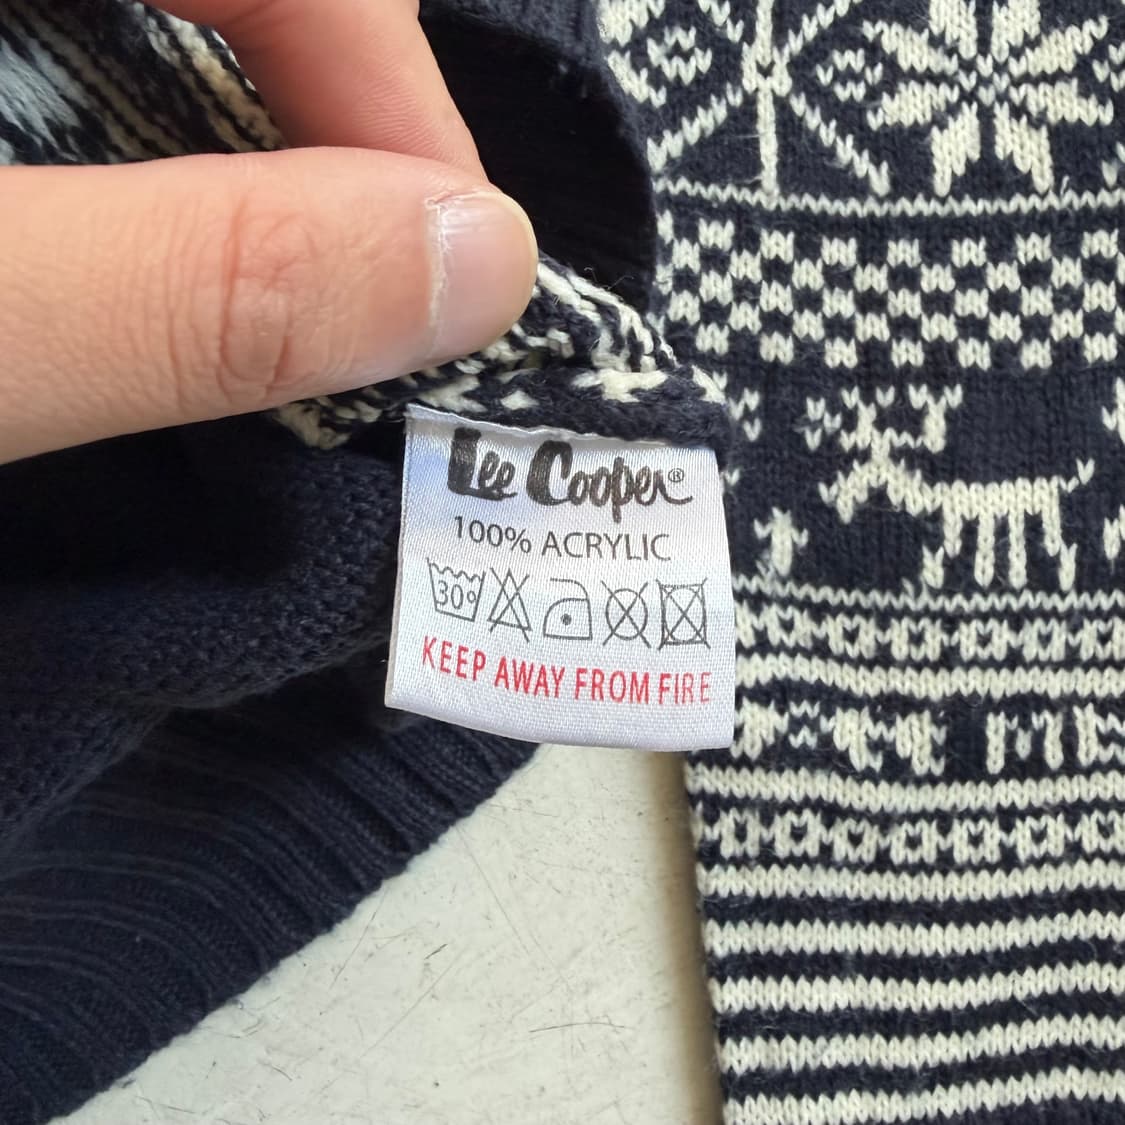 Lee Cooper®
100% ACRYLIC
30°
KEEP AWAY FROM FIRE